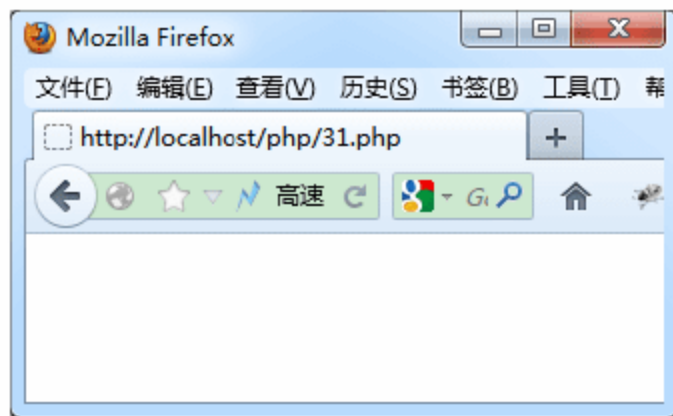 Mozilla Firefox
文件(F) 编辑(E) 查看(V) 历史(S) 书签(B) 工具(T)
http://localhost/php/31.php
高速